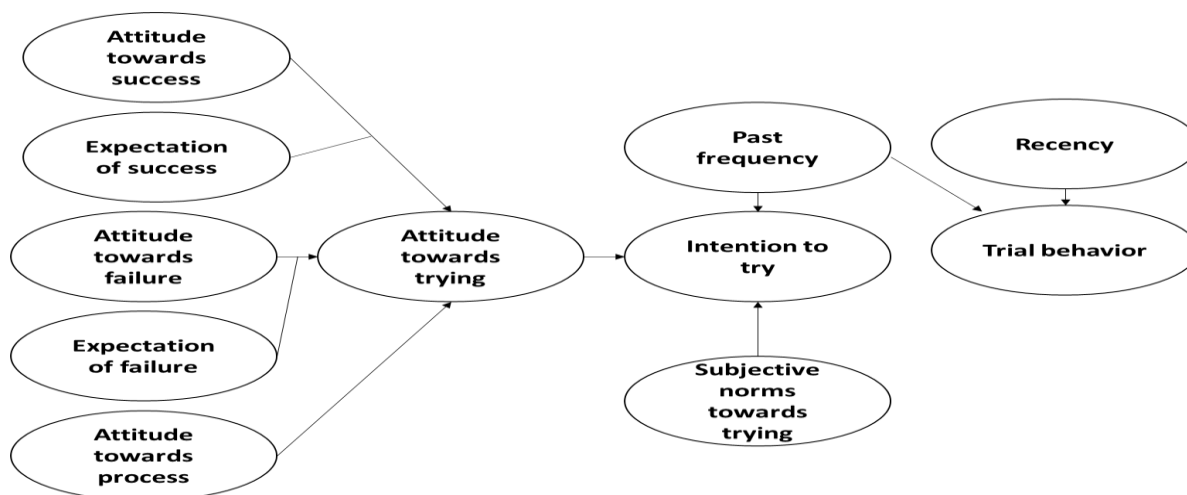 Attitude
towards
success
Expectation
of success
Attitude
towards
failure
Expectation
of failure
Attitude
towards
process
Attitude
towards
trying
Past
frequency
Intention to
try
Subjective
norms
towards
trying
Recency
Trial behavior